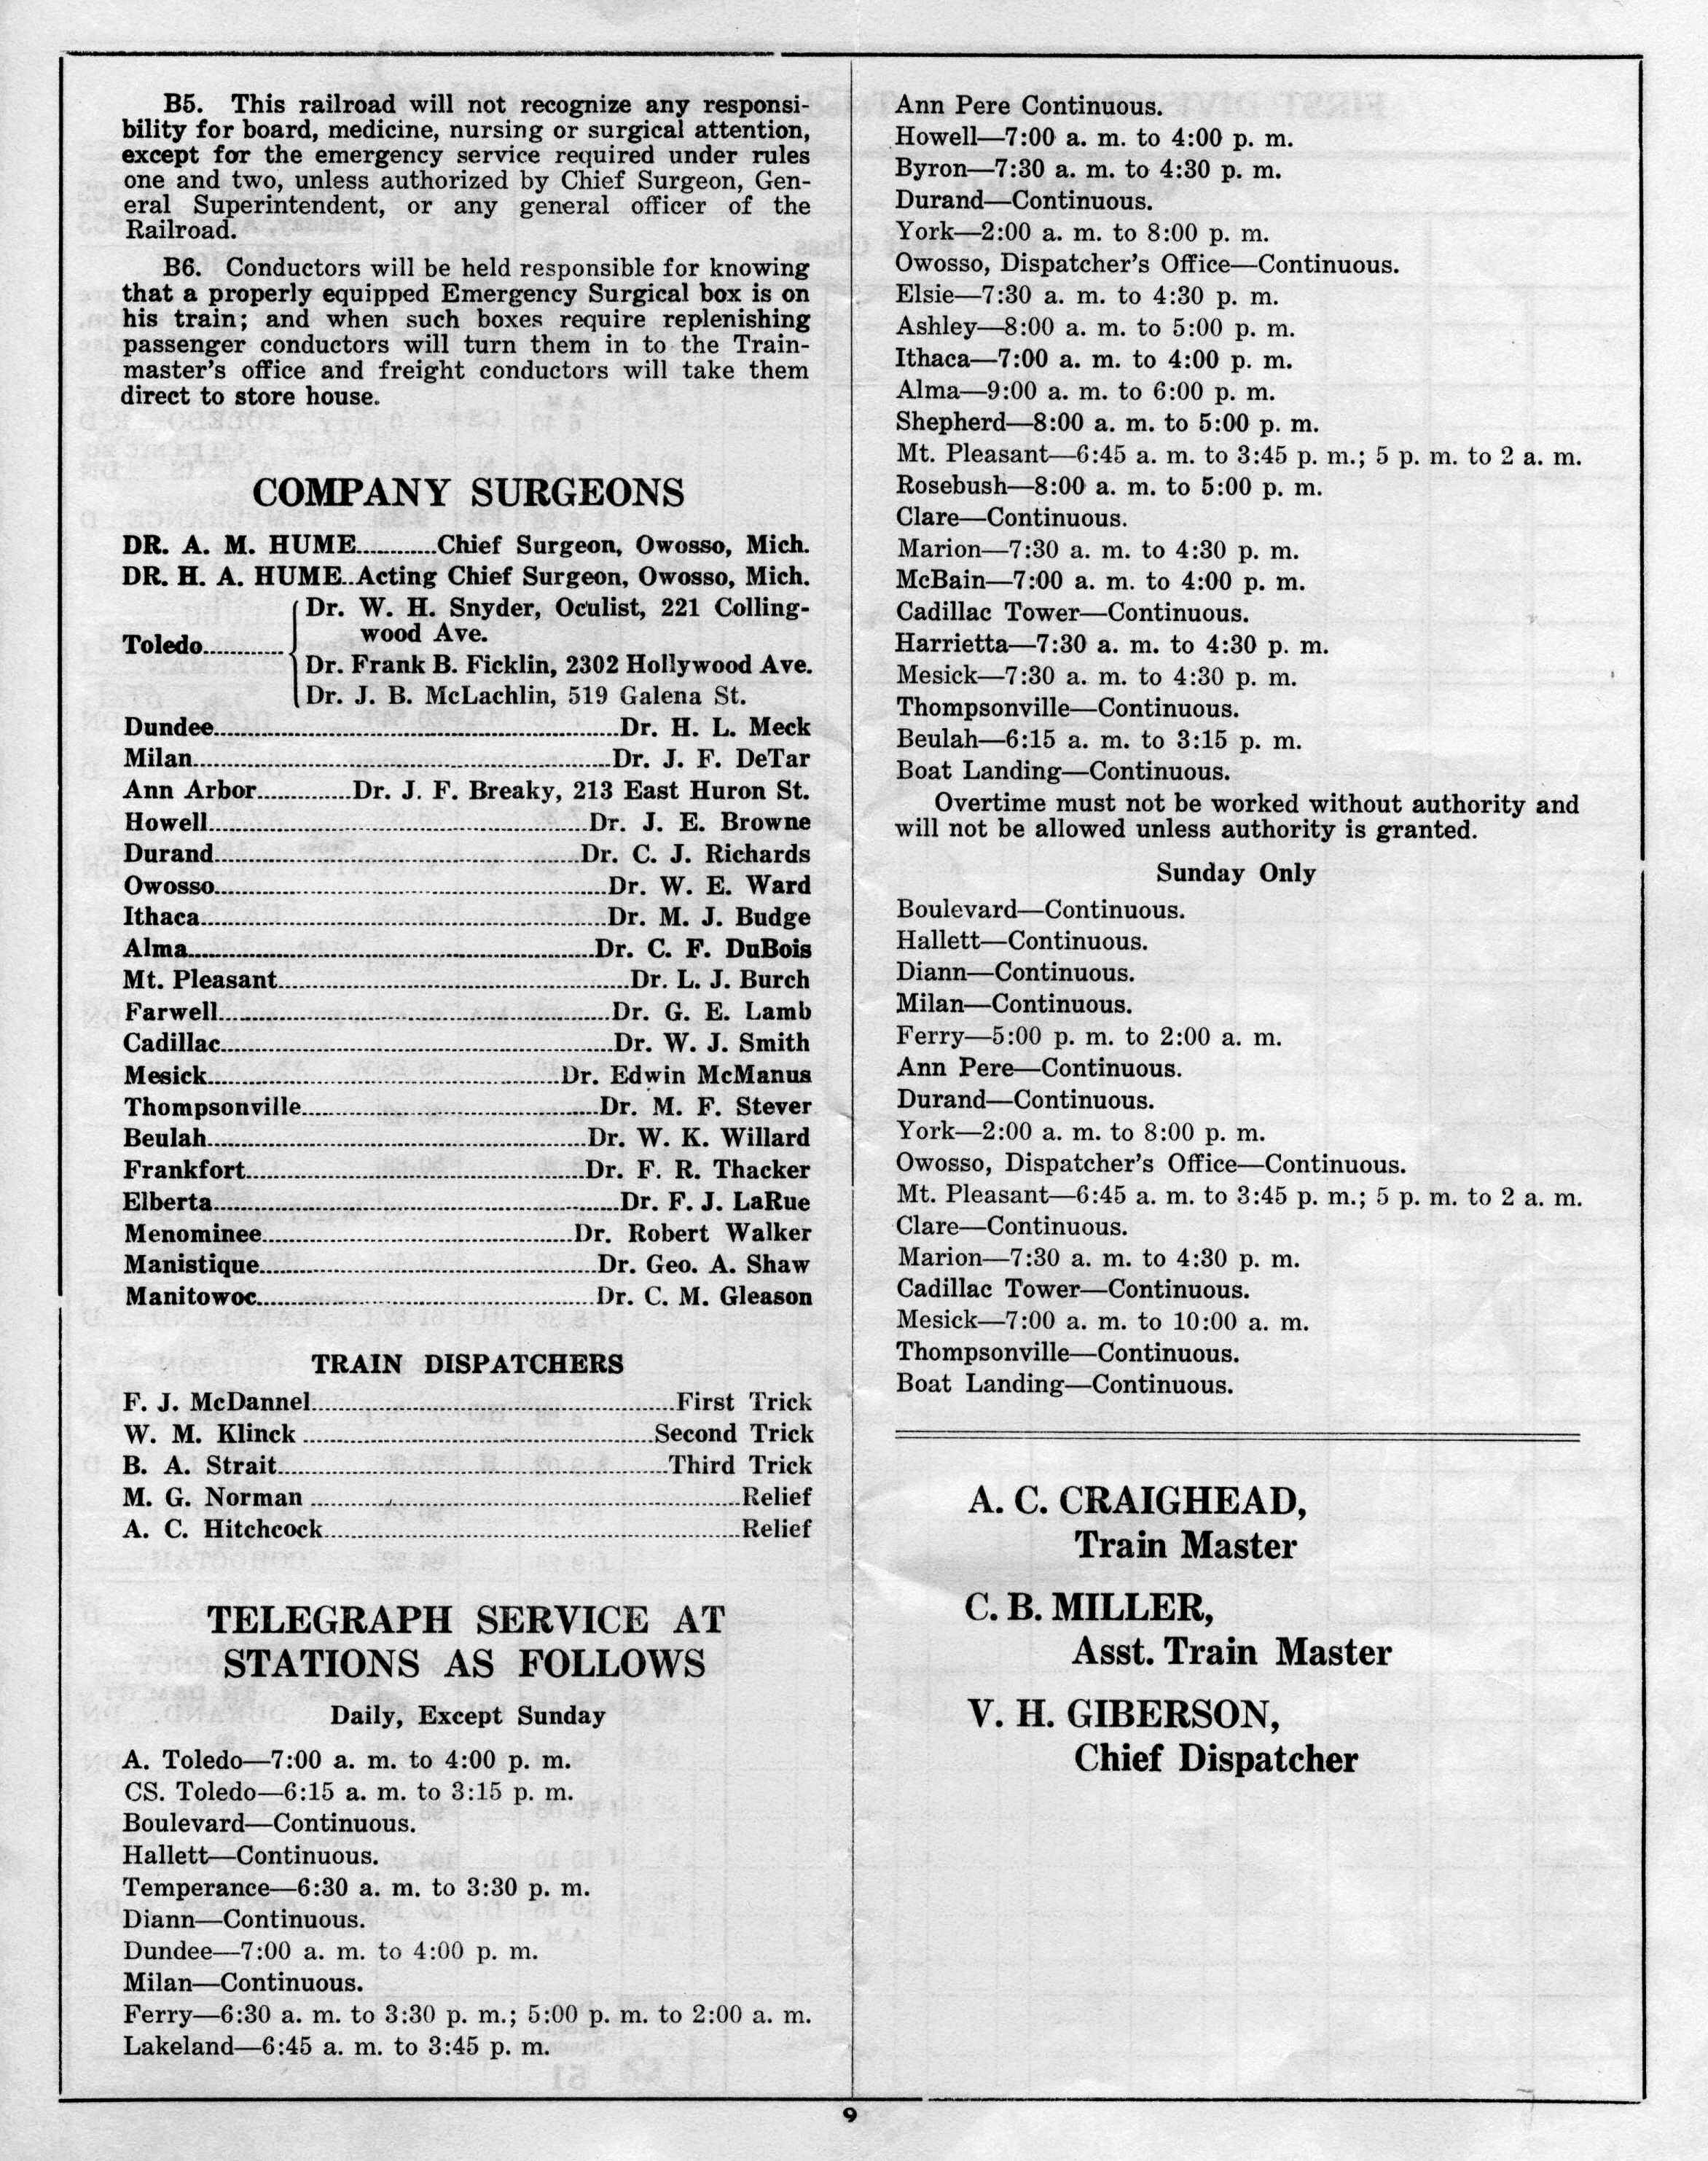 B5. This railroad will not recognize any responsi-
bility for board, medicine, nursing or surgical attention,
except for the emergency service required under rules
one and two, unless authorized by Chief Surgeon, Gen-
eral Superintendent, or any general officer of the
Railroad.
B6. Conductors will be held responsible for knowing
that a properly equipped Emergency Surgical box is on
his train; and when such boxes require replenishing
passenger conductors will turn them in to the Train-
master's office and freight conductors will take them
direct to store house.
COMPANY SURGEONS
DR. A. M. HUME...........Chief Surgeon, Owosso, Mich.
DR. H. A. HUME..Acting Chief Surgeon, Owosso, Mich.
Toledo............ Dr. W. H. Snyder, Oculist, 221 Colling-
wood Ave.
Dr. Frank B. Ficklin, 2302 Hollywood Ave.
Dr. J. B. McLachlin, 519 Galena St.
Dundee............Dr. H. L. Meck
Milan............Dr. J. F. DeTar
Ann Arbor.............Dr. J. F. Breaky, 213 East Huron St.
Howell............Dr. J. E. Browne
Durand............Dr. C. J. Richards
Owosso............Dr. W. E. Ward
Ithaca............Dr. M. J. Budge
Alma............Dr. C. F. DuBois
Mt. Pleasant............Dr. L. J. Burch
Farwell............Dr. G. E. Lamb
Cadillac............Dr. W. J. Smith
Mesick............Dr. Edwin McManus
Thompsonville............Dr. M. F. Stever
Beulah............Dr. W. K. Willard
Frankfort............Dr. F. R. Thacker
Elberta............Dr. F. J. LaRue
Menominee............Dr. Robert Walker
Manistique............Dr. Geo. A. Shaw
Manitowoc............Dr. C. M. Gleason
TRAIN DISPATCHERS
F. J. McDannel............First Trick
W. M. Klinck............Second Trick
B. A. Strait............Third Trick
M. G. Norman............Relief
A. C. Hitchcock............Relief
TELEGRAPH SERVICE AT
STATIONS AS FOLLOWS
Daily, Except Sunday
A. Toledo—7:00 a. m. to 4:00 p. m.
CS. Toledo—6:15 a. m. to 3:15 p. m.
Boulevard—Continuous.
Hallett—Continuous.
Temperance—6:30 a. m. to 3:30 p. m.
Diann—Continuous.
Dundee—7:00 a. m. to 4:00 p. m.
Milan—Continuous.
Ferry—6:30 a. m. to 3:30 p. m.; 5:00 p. m. to 2:00 a. m.
Lakeland—6:45 a. m. to 3:45 p. m.
Ann Pere Continuous.
Howell—7:00 a. m. to 4:00 p. m.
Byron—7:30 a. m. to 4:30 p. m.
Durand—Continuous.
York—2:00 a. m. to 8:00 p. m.
Owosso, Dispatcher's Office—Continuous.
Elsie—7:30 a. m. to 4:30 p. m.
Ashley—8:00 a. m. to 5:00 p. m.
Ithaca—7:00 a. m. to 4:00 p. m.
Alma—9:00 a. m. to 6:00 p. m.
Shepherd—8:00 a. m. to 5:00 p. m.
Mt. Pleasant—6:45 a. m. to 3:45 p. m.; 5 p. m. to 2 a. m.
Rosebush—8:00 a. m. to 5:00 p. m.
Clare—Continuous.
Marion—7:30 a. m. to 4:30 p. m.
McBain—7:00 a. m. to 4:00 p. m.
Cadillac Tower—Continuous.
Harrietta—7:30 a. m. to 4:30 p. m.
Mesick—7:30 a. m. to 4:30 p. m.
Thompsonville—Continuous.
Beulah—6:15 a. m. to 3:15 p. m.
Boat Landing—Continuous.
Overtime must not be worked without authority and
will not be allowed unless authority is granted.
Sunday Only
Boulevard—Continuous.
Hallett—Continuous.
Diann—Continuous.
Milan—Continuous.
Ferry—5:00 p. m. to 2:00 a. m.
Ann Pere—Continuous.
Durand—Continuous.
York—2:00 a. m. to 8:00 p. m.
Owosso, Dispatcher's Office—Continuous.
Mt. Pleasant—6:45 a. m. to 3:45 p. m.; 5 p. m. to 2 a. m.
Clare—Continuous.
Marion—7:30 a. m. to 4:30 p. m.
Cadillac Tower—Continuous.
Mesick—7:00 a. m. to 10:00 a. m.
Thompsonville—Continuous.
Boat Landing—Continuous.
A. C. CRAIGHEAD,
Train Master
C. B. MILLER,
Asst. Train Master
V. H. GIBERSON,
Chief Dispatcher
9